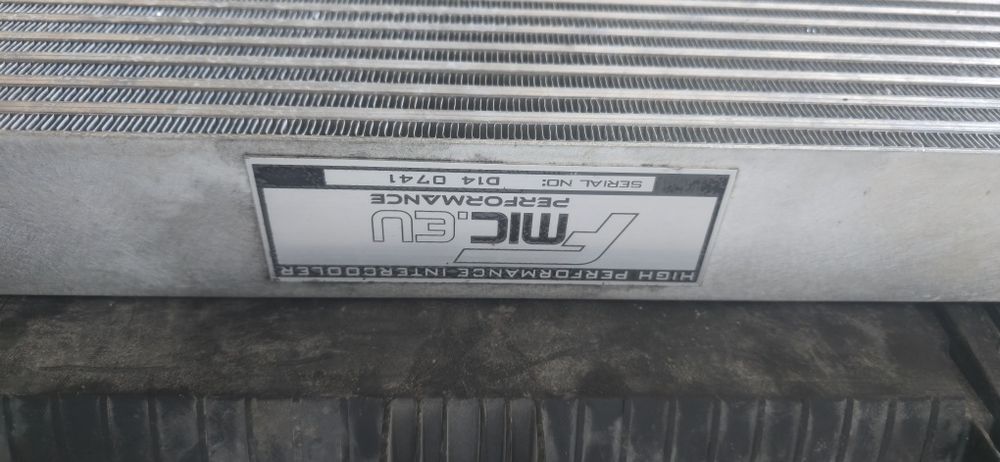 HIGH PERFORMANCE INTERCOOLER
FMIC.EU
PERFORMANCE
SERIAL NO: D14 0741